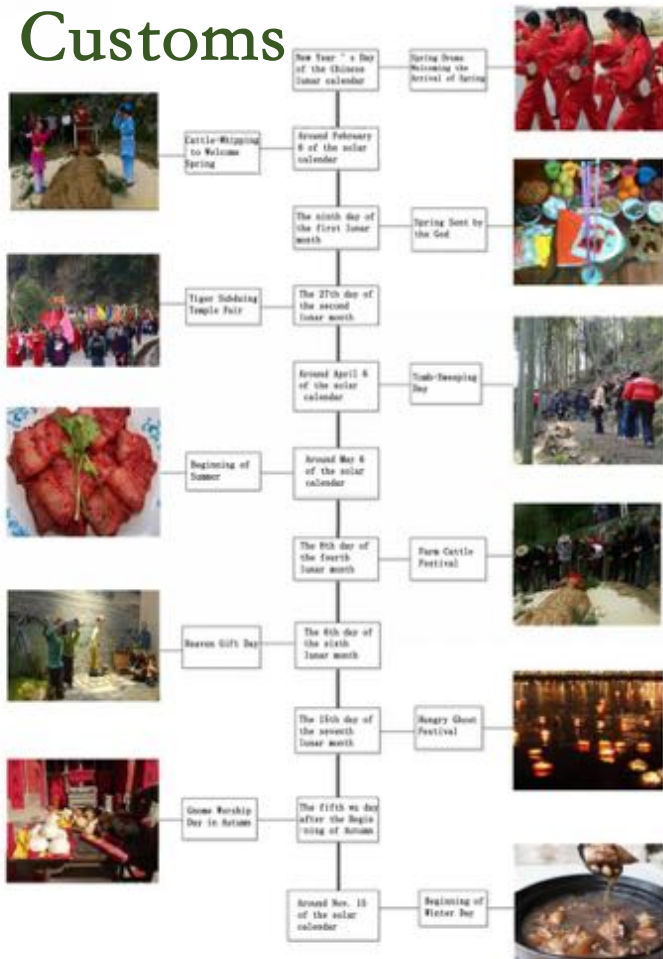 Customs
New Year's Day
of the Chinese
lunar calendar
Spring Drums
Welcoming the
Arrival of Spring
Cattle-Whipping
to Welcome
Spring
Around February
6 of the solar
calendar
The ninth day of
the first lunar
month
Spring Sent by
the God
Tiger Subduing
Temple Fair
The 27th day of
the second
lunar month
Around April 6
of the solar
calendar
Tomb-Sweeping
Day
Beginning of
Summer
Around May 6
of the solar
calendar
The 8th day of
the fourth
lunar month
Farm Cattle
Festival
Heaven Gift Day
The 6th day of
the sixth
lunar month
The 15th day of
the seventh
lunar month
Hungry Ghost
Festival
Gnome Worship
Day in Autumn
The fifth wu day
after the Begin
ning of Autumn
Around Nov. 15
of the solar
calendar
Beginning of
Winter Day